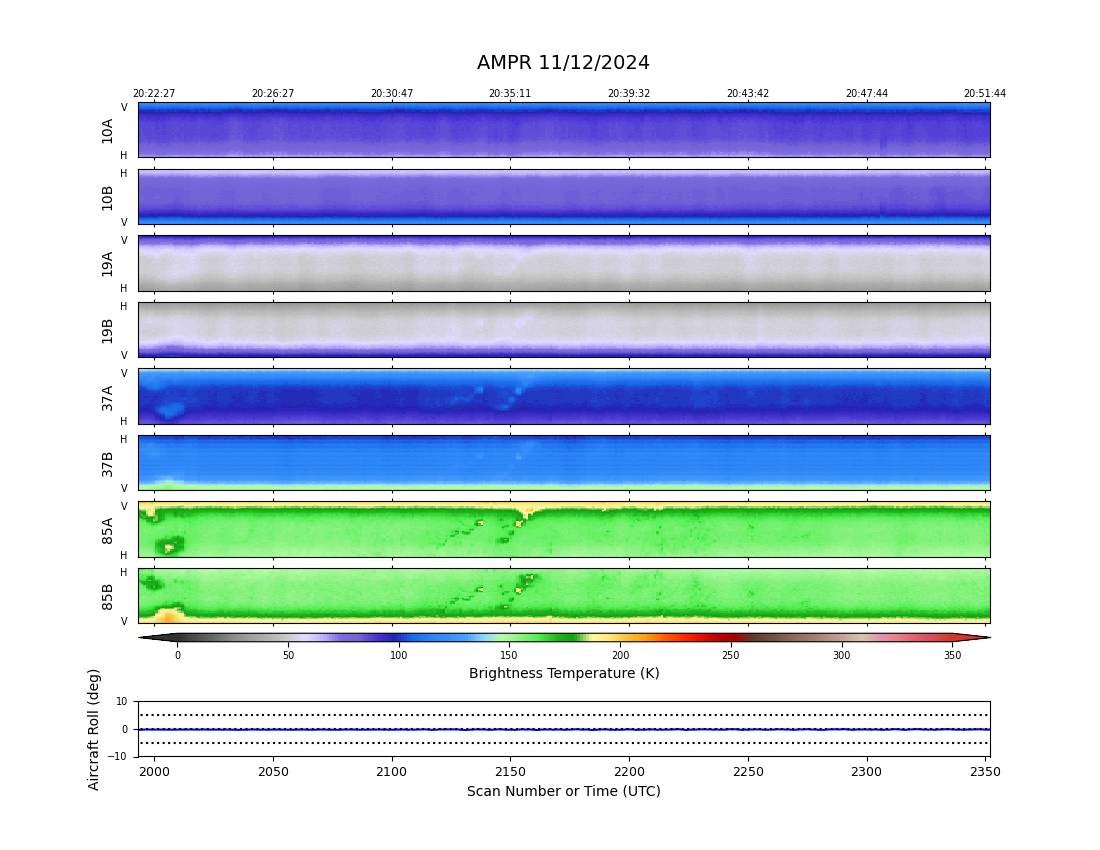 AMPR 11/12/2024
20:22:27 20:26:27 20:30:47 20:35:11 20:39:32 20:43:42 20:47:44 20:51:44
V
10A
H
H
10B
V
V
19A
H
H
19B
V
V
37A
H
H
37B
V
V
85A
H
H
85B
V
0 50 100 150 200 250 300 350
Brightness Temperature (K)
Aircraft Roll (deg)
10
0
−10
2000 2050 2100 2150 2200 2250 2300 2350
Scan Number or Time (UTC)